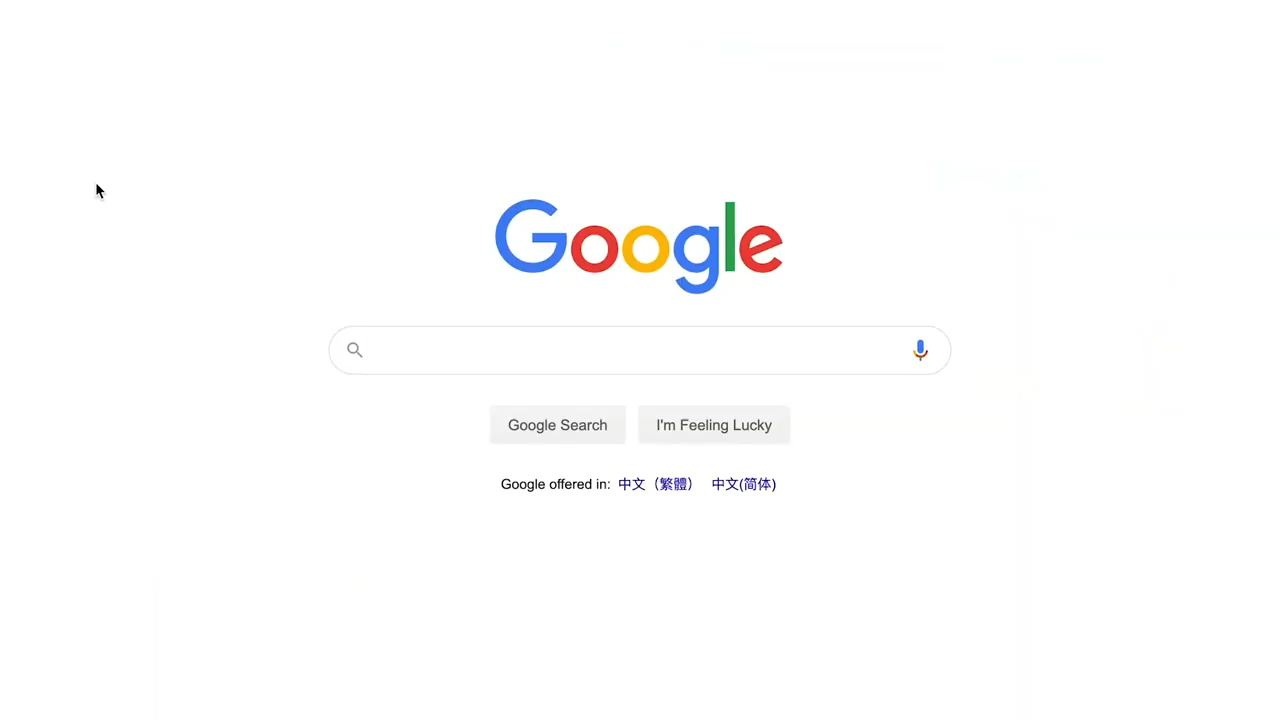 Google
Google Search
I'm Feeling Lucky
Google offered in: 中文（繁體） 中文(简体)